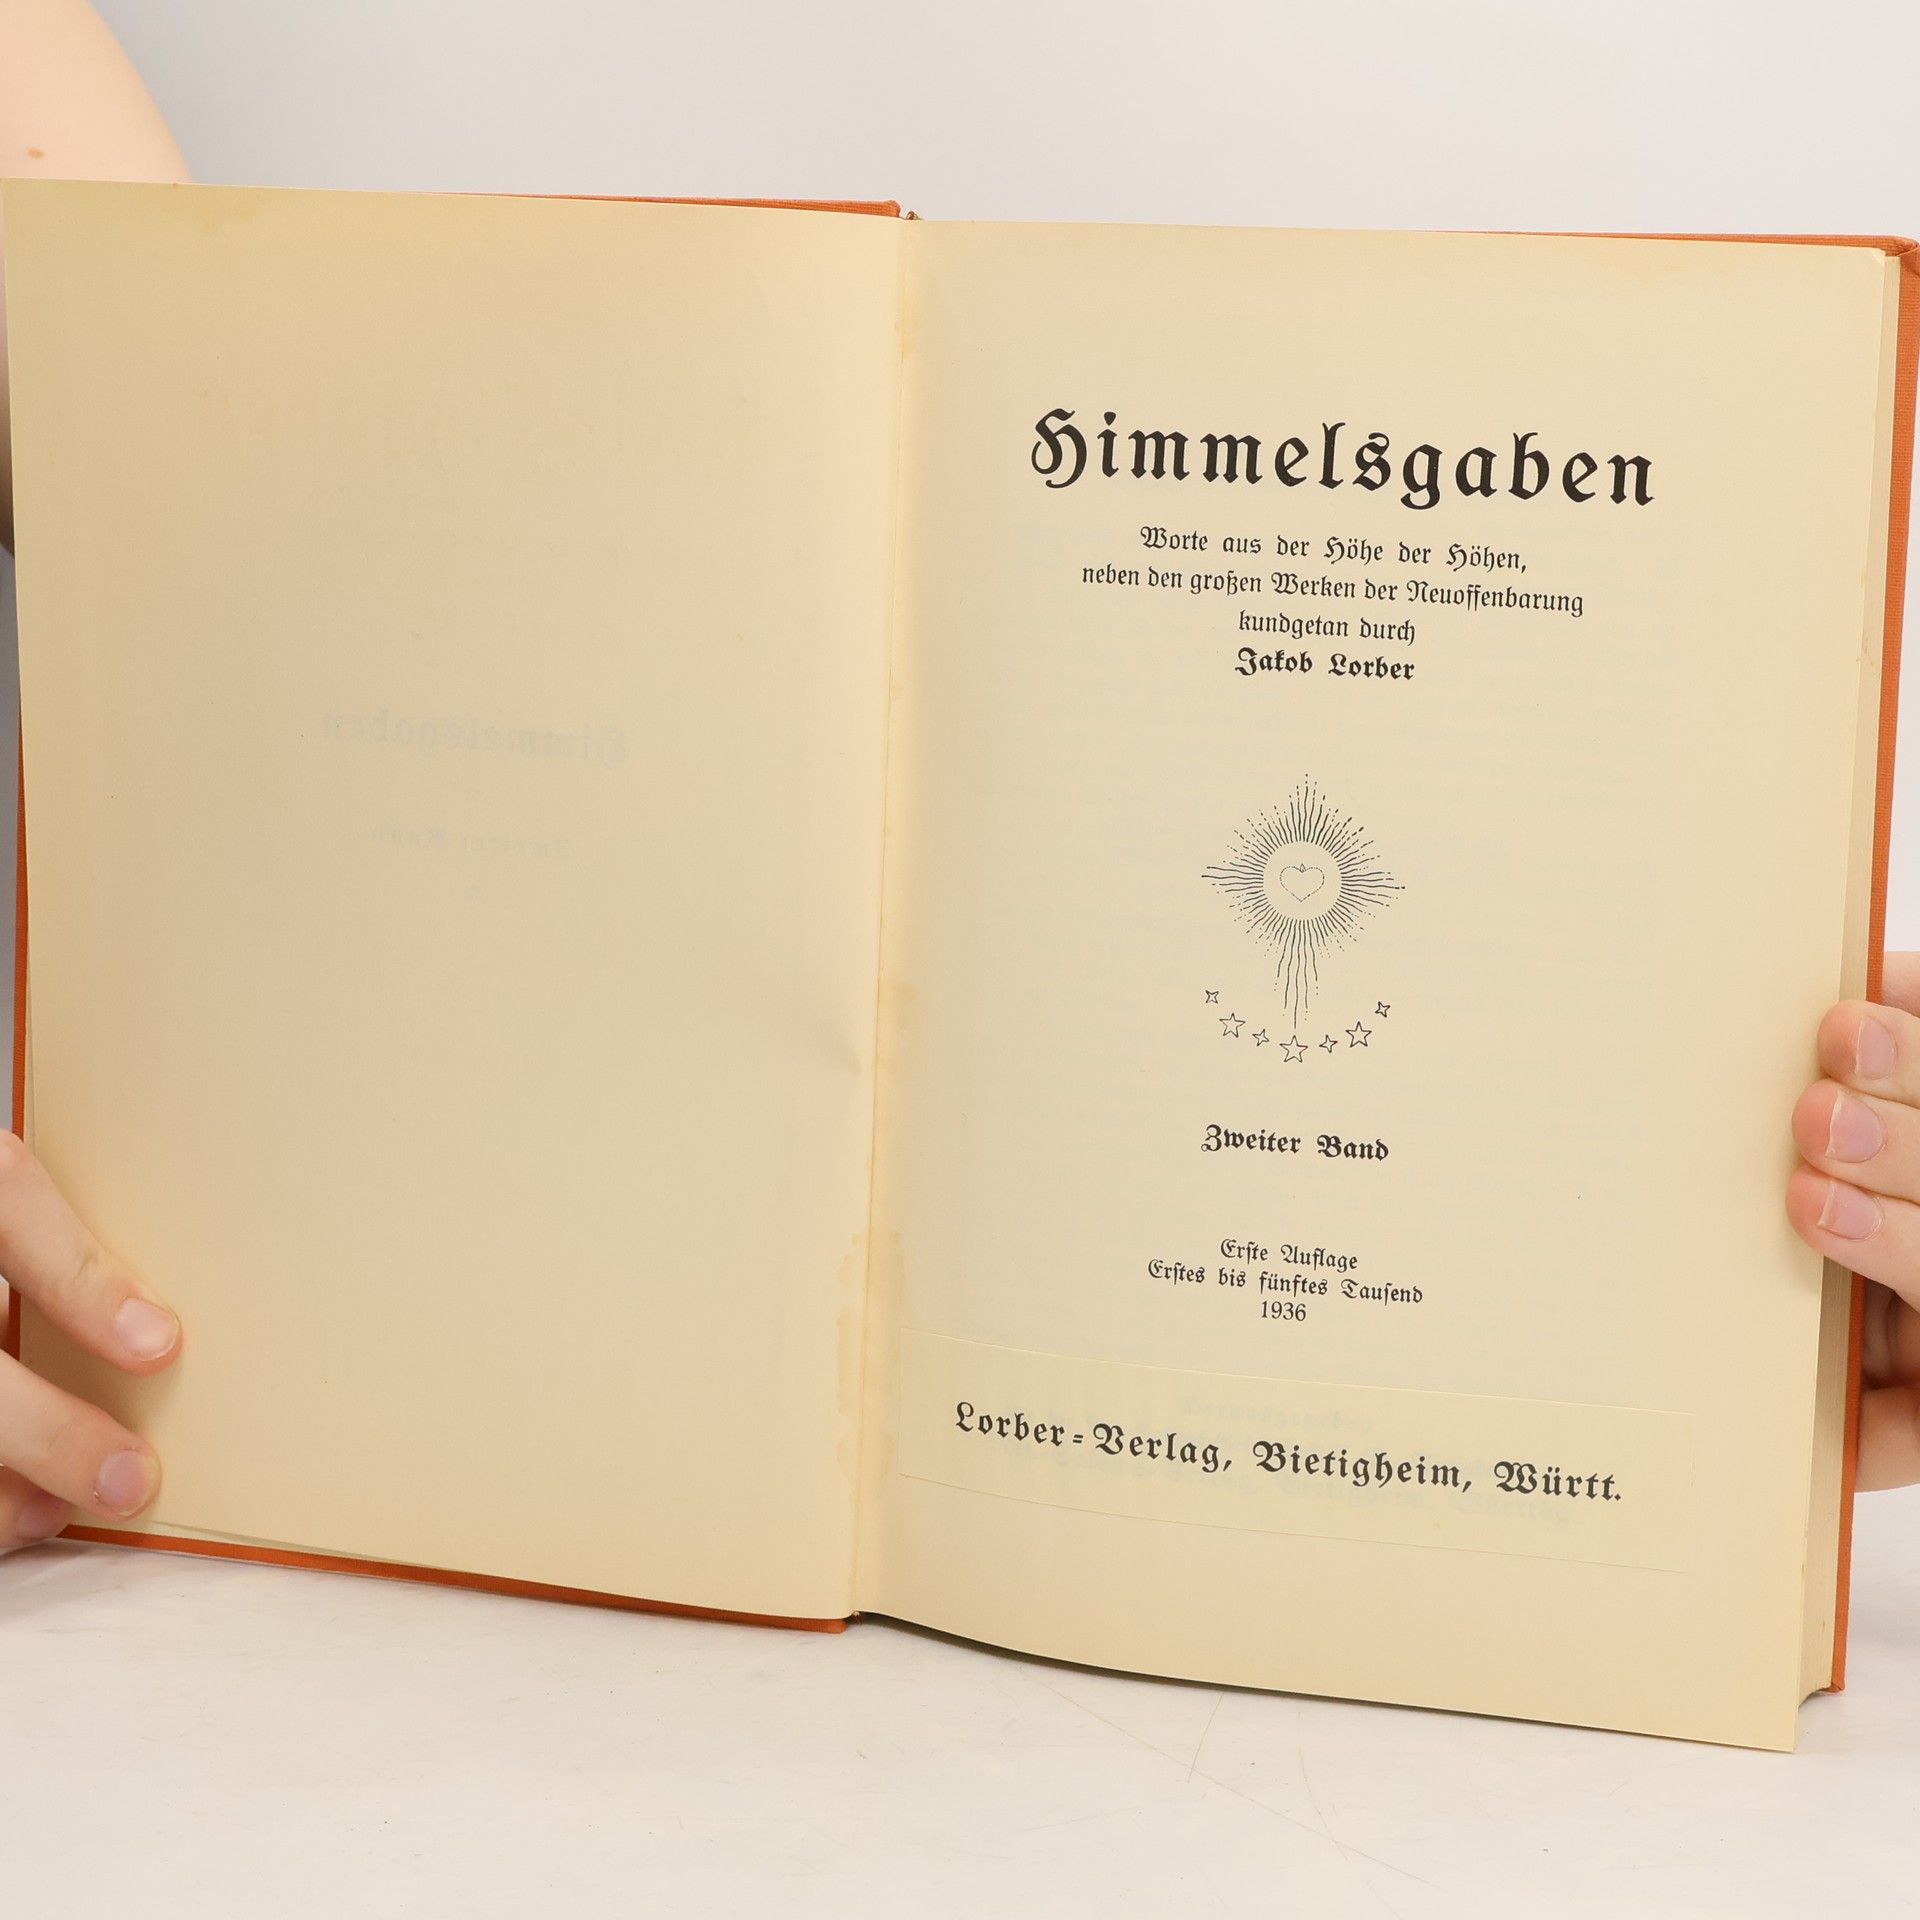 Himmelsgaben
Worte aus der Höhe der Höhen,
neben den großen Werken der Neuoffenbarung
kundgetan durch
Jakob Lorber
Zweiter Band
Erſte Auflage
Erſtes bis fünftes Tauſend
1936
Lorber-Verlag, Bietigheim, Württ.